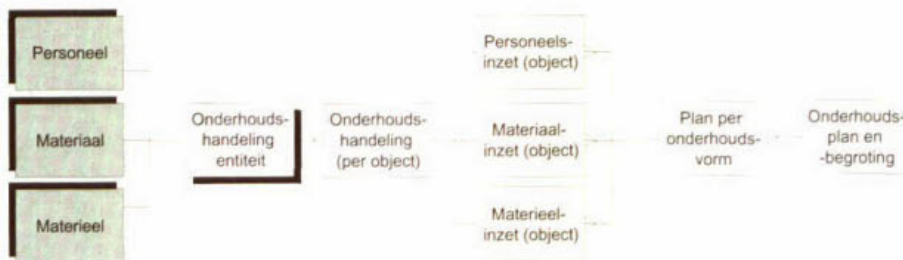 Personeel
Materiaal
Materieel
Onderhouds-
handeling
entiteit
Onderhouds-
handeling
(per object)
Personeels-
inzet (object)
Materiaal-
inzet (object)
Materieel-
inzet (object)
Plan per
onderhouds-
vorm
Onderhouds-
plan en
-begroting